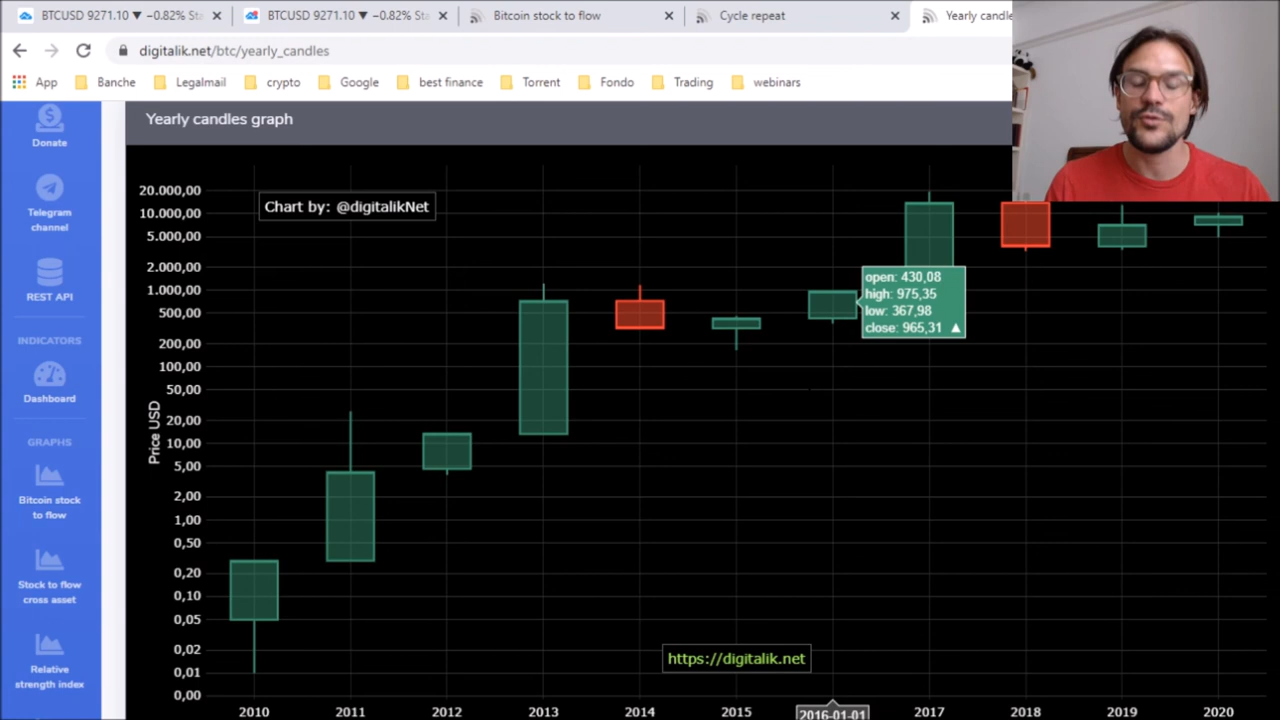 BTCUSD 9271.10 ▼ −0.82% Sta
BTCUSD 9271.10 ▼ −0.82% Sta
Bitcoin stock to flow
Cycle repeat
Yearly candle
digitalik.net/btc/yearly_candles
App
Banche
Legalmail
crypto
Google
best finance
Torrent
Fondo
Trading
webinars
Donate
Telegram
channel
REST API
INDICATORS
Dashboard
GRAPHS
Bitcoin stock
to flow
Stock to flow
cross asset
Relative
strength index
Yearly candles graph
Chart by: @digitalikNet
Price USD
20.000,00
10.000,00
5.000,00
2.000,00
1.000,00
500,00
200,00
100,00
50,00
20,00
10,00
5,00
2,00
1,00
0,50
0,20
0,10
0,05
0,02
0,01
0,00
open: 430,08
high: 975,35
low: 367,98
close: 965,31 ▲
https://digitalik.net
2010
2011
2012
2013
2014
2015
2016-01-01
2017
2018
2019
2020